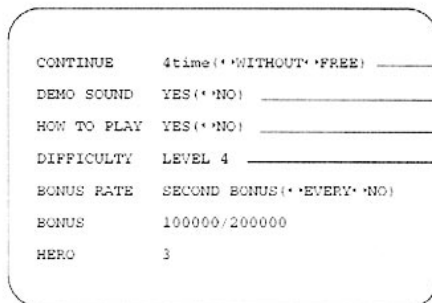 CONTINUE 4time(↔WITHOUT↔FREE)
DEMO SOUND YES(↔NO)
HOW TO PLAY YES(↔NO)
DIFFICULTY LEVEL 4
BONUS RATE SECOND BONUS(↔EVERY↔NO)
BONUS 100000/200000
HERO 3